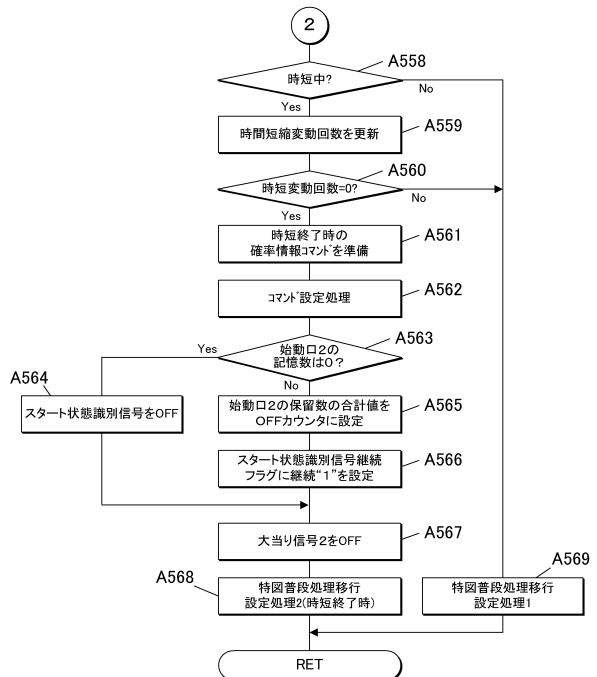 2
A558
時短中?
No
Yes
A559
時間短縮変動回数を更新
A560
時短変動回数=0?
No
Yes
A561
時短終了時の
確率情報ｺﾏﾝﾄﾞを準備
A562
ｺﾏﾝﾄﾞ設定処理
A563
始動口２の
記憶数は０？
Yes
No
A564
スタート状態識別信号をOFF
A565
始動口２の保留数の合計値を
ＯＦＦカウンタに設定
A566
スタート状態識別信号継続
フラグに継続“１”を設定
A567
大当り信号２をOFF
A568
特図普段処理移行
設定処理2(時短終了時)
A569
特図普段処理移行
設定処理1
RET